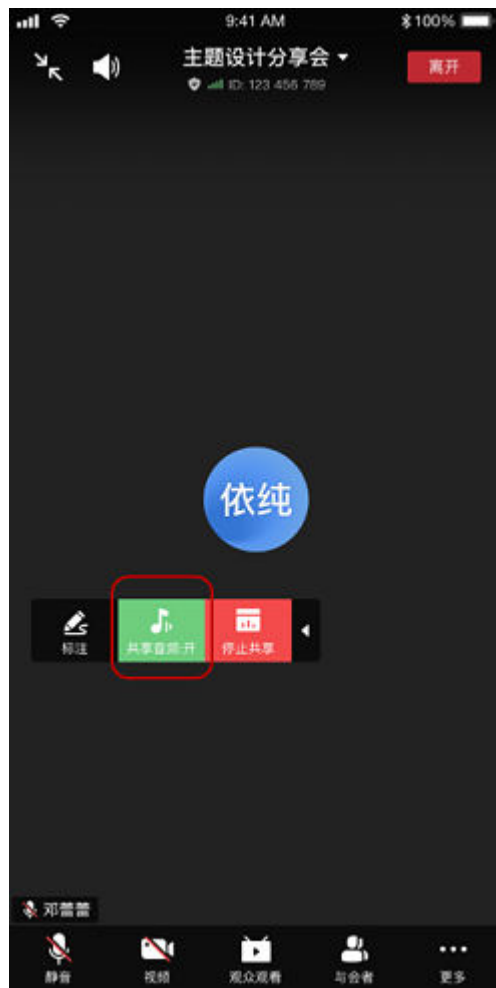 9:41 AM
100%
主题设计分享会
离开
ID: 123 456 789
依纯
标注
共享音频:开
停止共享
邓蕾蕾
静音
视频
观众观看
与会者
更多